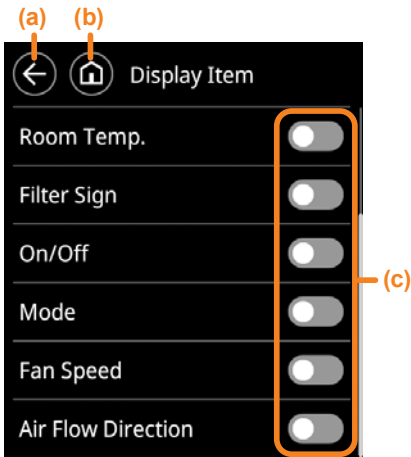 (a) (b)
Display Item
Room Temp.
Filter Sign
On/Off
(c)
Mode
Fan Speed
Air Flow Direction